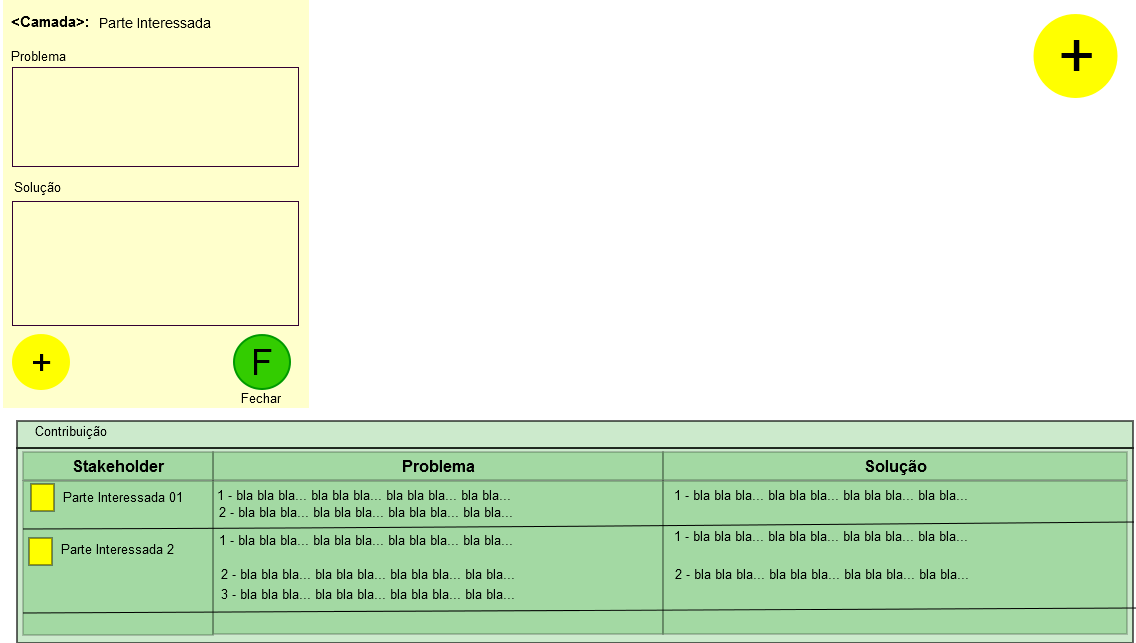 <Camada>: Parte Interessada
+
Problema
Solução
+
F
Fechar
Contribuição
Stakeholder Problema Solução
Parte Interessada 01
1 - bla bla bla... bla bla bla... bla bla bla... bla bla...
2 - bla bla bla... bla bla bla... bla bla bla... bla bla...
1 - bla bla bla... bla bla bla... bla bla bla... bla bla...
Parte Interessada 2
1 - bla bla bla... bla bla bla... bla bla bla... bla bla...
2 - bla bla bla... bla bla bla... bla bla bla... bla bla...
3 - bla bla bla... bla bla bla... bla bla bla... bla bla...
1 - bla bla bla... bla bla bla... bla bla bla... bla bla...
2 - bla bla bla... bla bla bla... bla bla bla... bla bla...